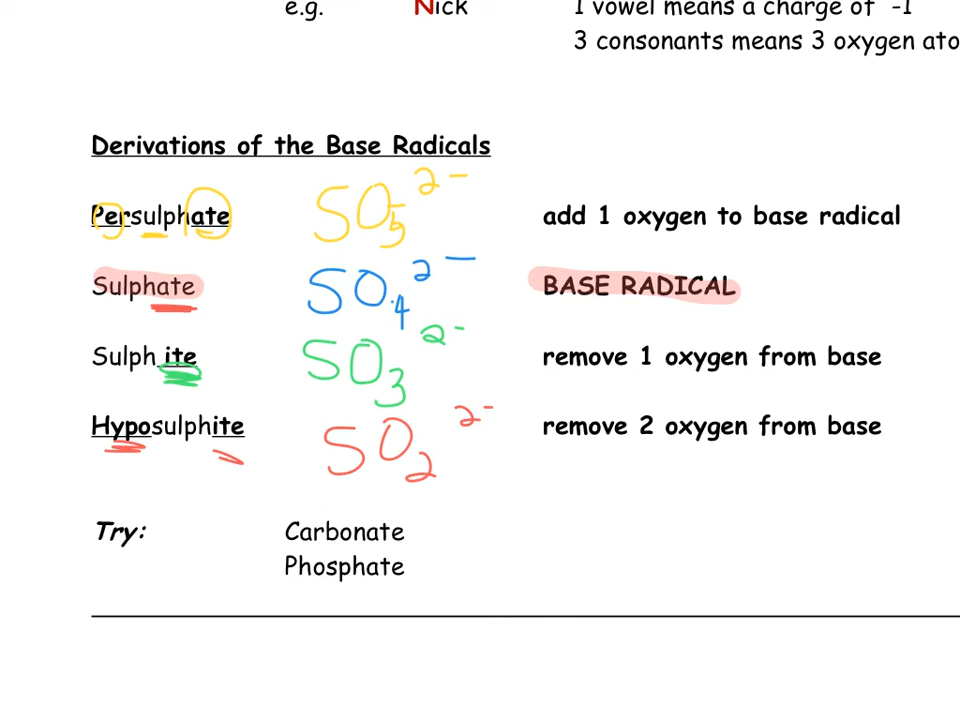 e.g. Nick 1 vowel means a charge of -1
3 consonants means 3 oxygen ato
Derivations of the Base Radicals
Persulphate SO5 2- add 1 oxygen to base radical
Sulphate SO4 2- BASE RADICAL
Sulphite SO3 2- remove 1 oxygen from base
Hyposulphite SO2 2- remove 2 oxygen from base
Try: Carbonate
Phosphate